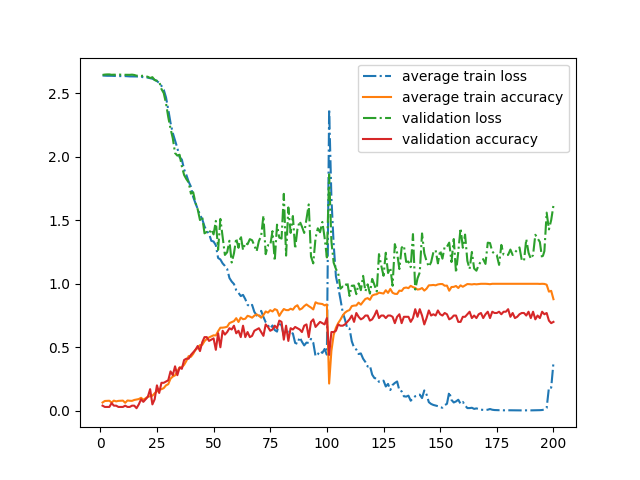 average train loss
average train accuracy
validation loss
validation accuracy
2.5
2.0
1.5
1.0
0.5
0.0
0 25 50 75 100 125 150 175 200